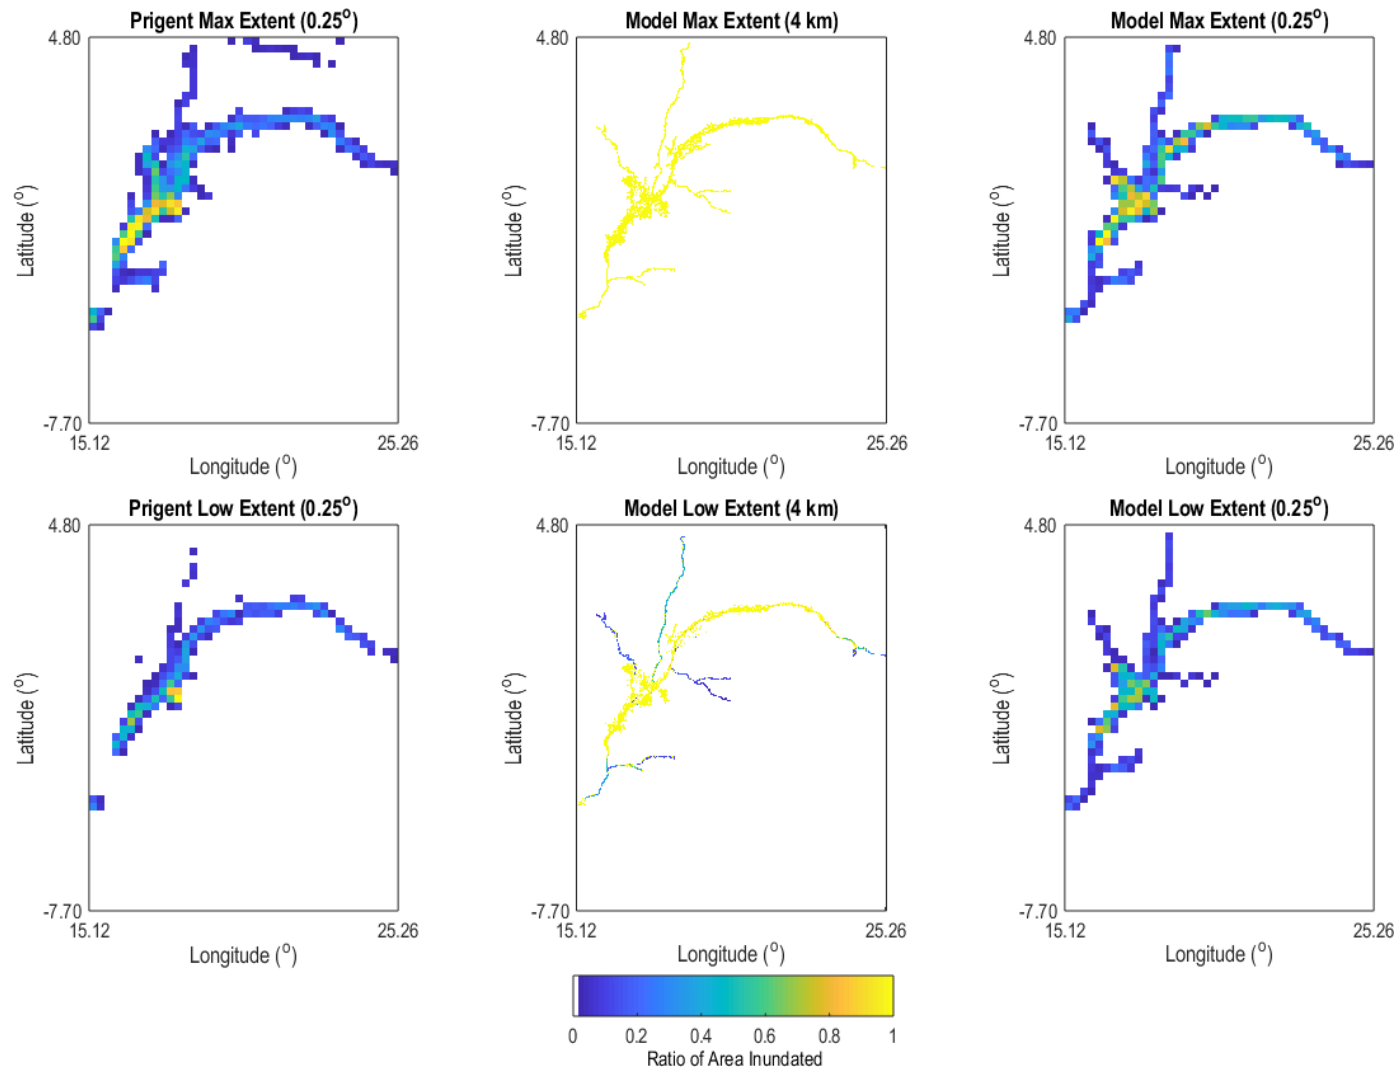 Prigent Max Extent (0.25°)
Model Max Extent (4 km)
Model Max Extent (0.25°)
4.80
4.80
4.80
Latitude (°)
Latitude (°)
Latitude (°)
-7.70
-7.70
-7.70
15.12
25.26
15.12
25.26
15.12
25.26
Longitude (°)
Longitude (°)
Longitude (°)
Prigent Low Extent (0.25°)
Model Low Extent (4 km)
Model Low Extent (0.25°)
4.80
4.80
4.80
Latitude (°)
Latitude (°)
Latitude (°)
-7.70
-7.70
-7.70
15.12
25.26
15.12
25.26
15.12
25.26
Longitude (°)
Longitude (°)
Longitude (°)
0
0.2
0.4
0.6
0.8
1
Ratio of Area Inundated